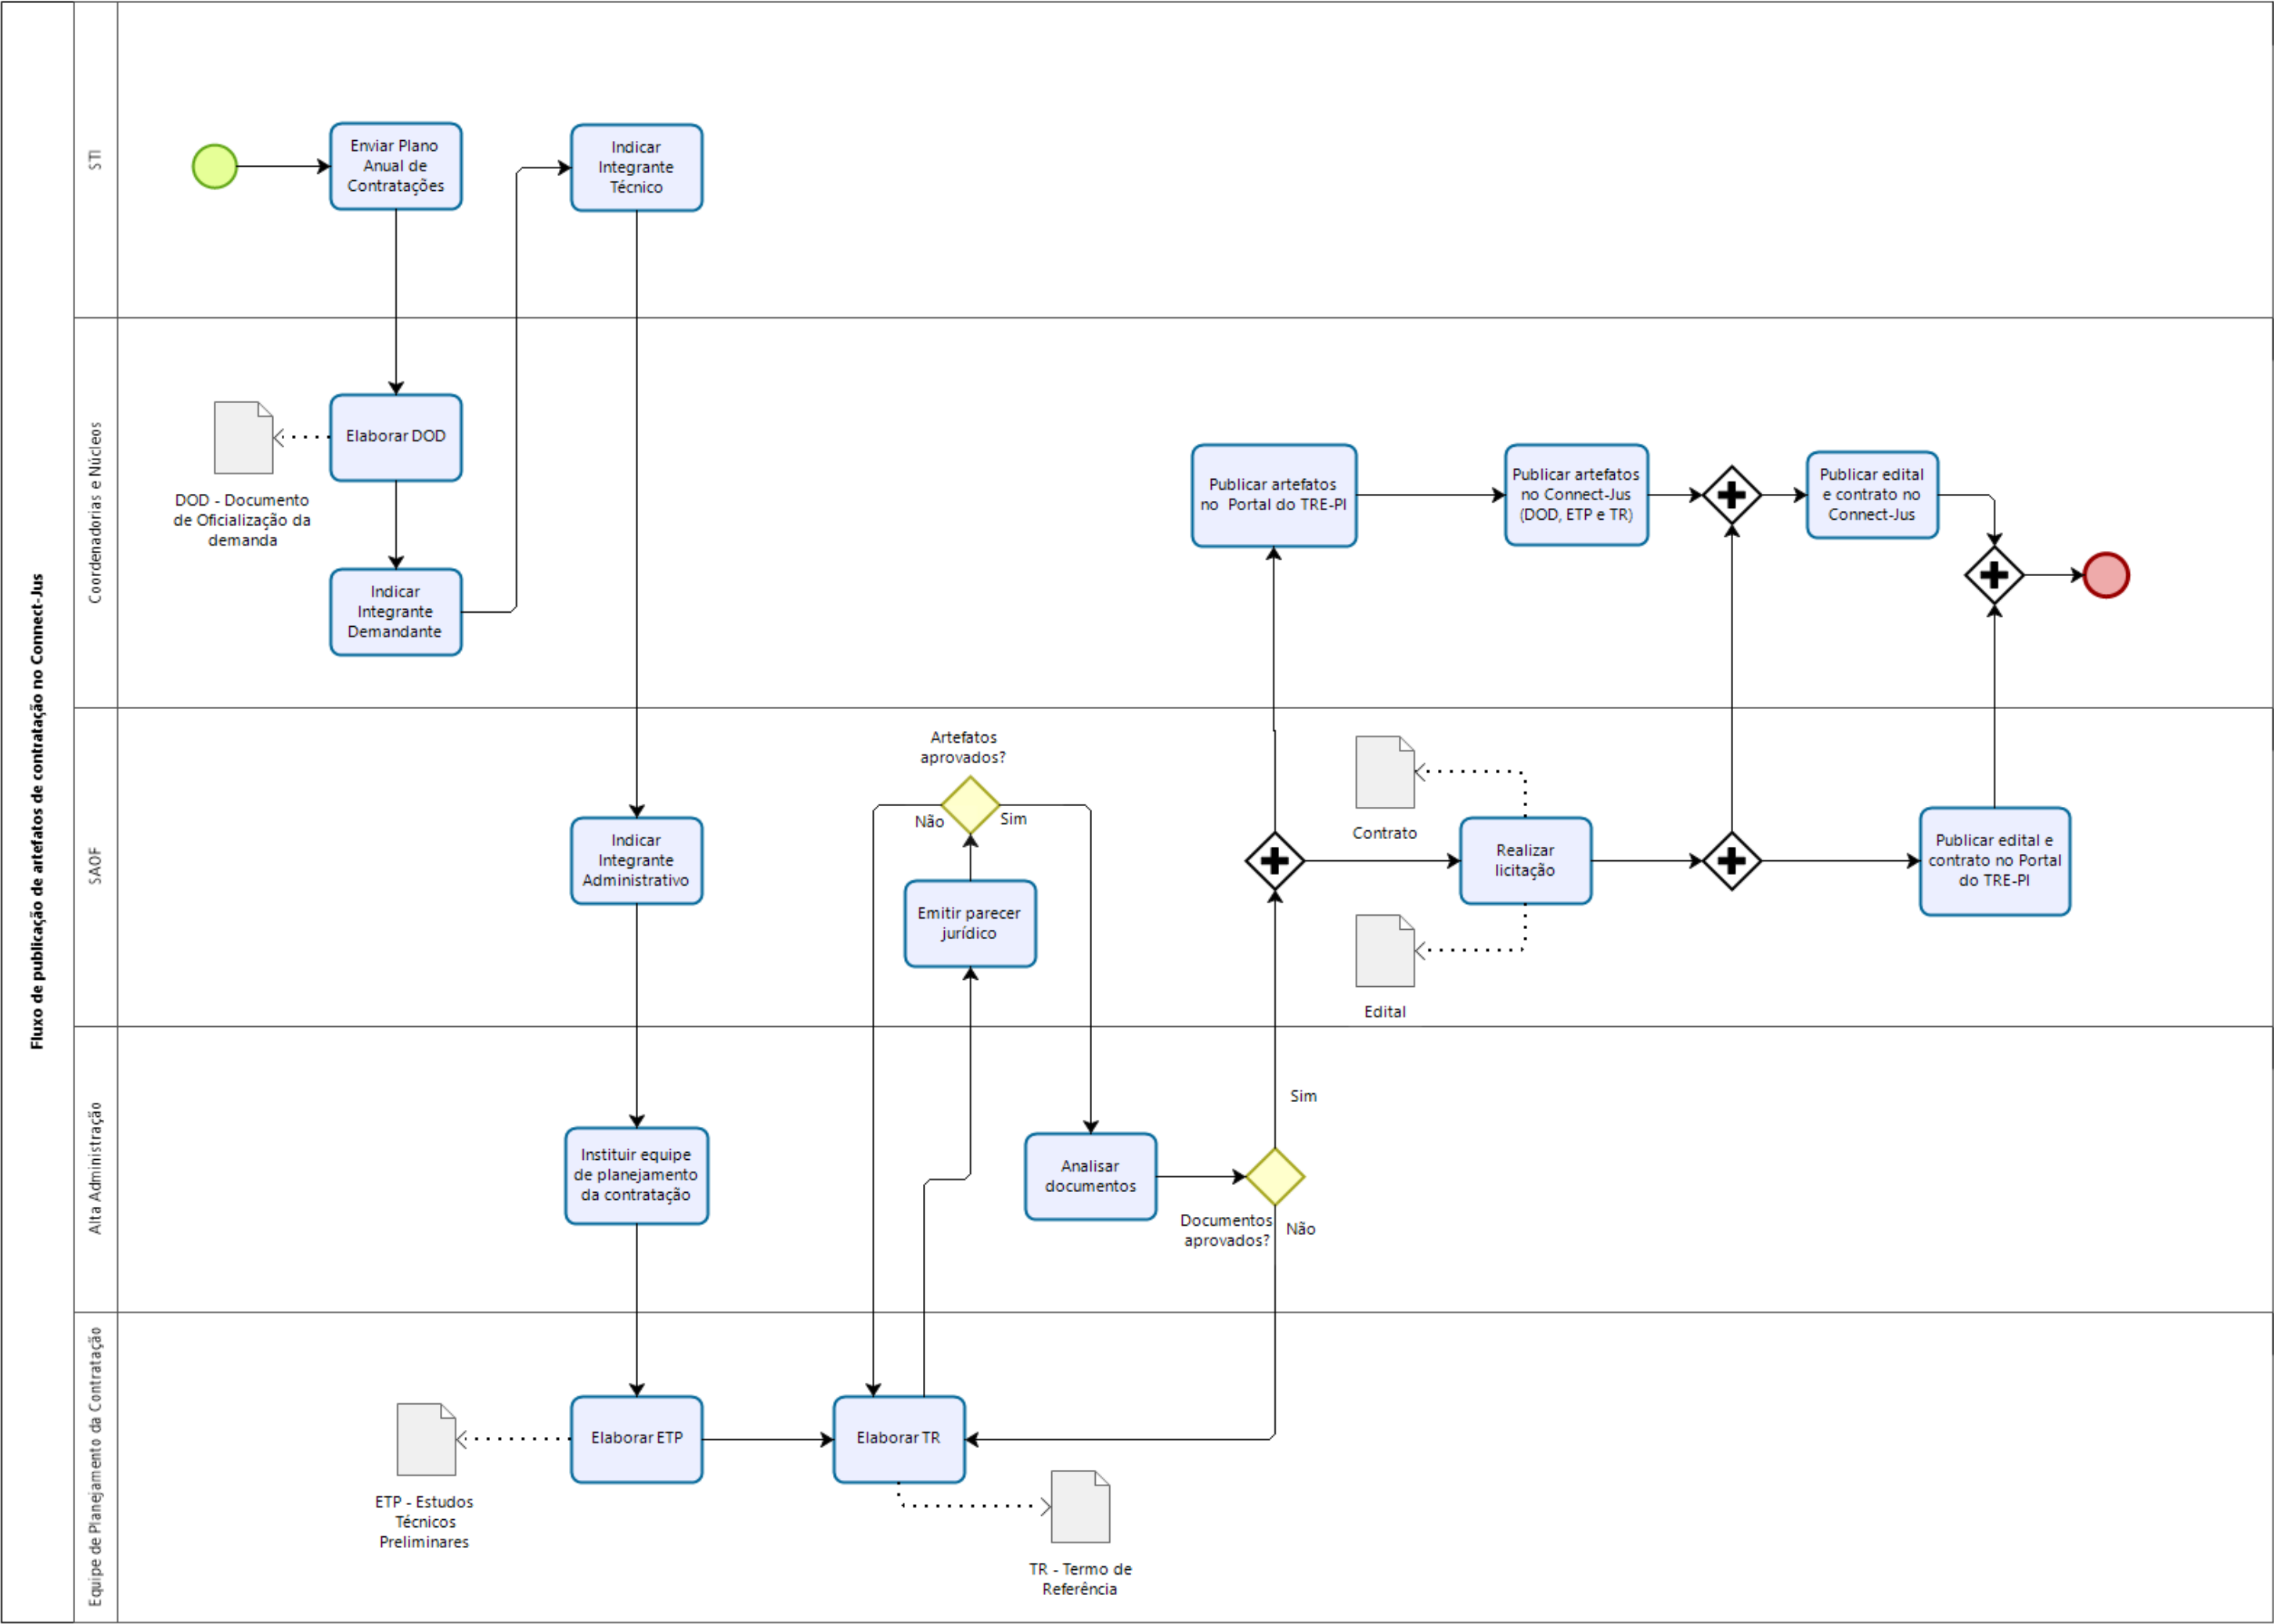 Fluxo de publicação de artefatos de contratação no Connect-Jus
STI
Enviar Plano
Anual de
Contratações
Indicar
Integrante
Técnico
Coordenadorias e Núcleos
Elaborar DOD
DOD - Documento
de Oficialização da
demanda
Indicar
Integrante
Demandante
Publicar artefatos
no Portal do TRE-PI
Publicar artefatos
no Connect-Jus
(DOD, ETP e TR)
Publicar edital
e contrato no
Connect-Jus
SAOF
Indicar
Integrante
Administrativo
Artefatos
aprovados?
Não
Sim
Emitir parecer
jurídico
Contrato
Realizar
licitação
Edital
Publicar edital e
contrato no Portal
do TRE-PI
Alta Administração
Instituir equipe
de planejamento
da contratação
Analisar
documentos
Sim
Documentos
aprovados?
Não
Equipe de Planejamento da Contratação
Elaborar ETP
ETP - Estudos
Técnicos
Preliminares
Elaborar TR
TR - Termo de
Referência